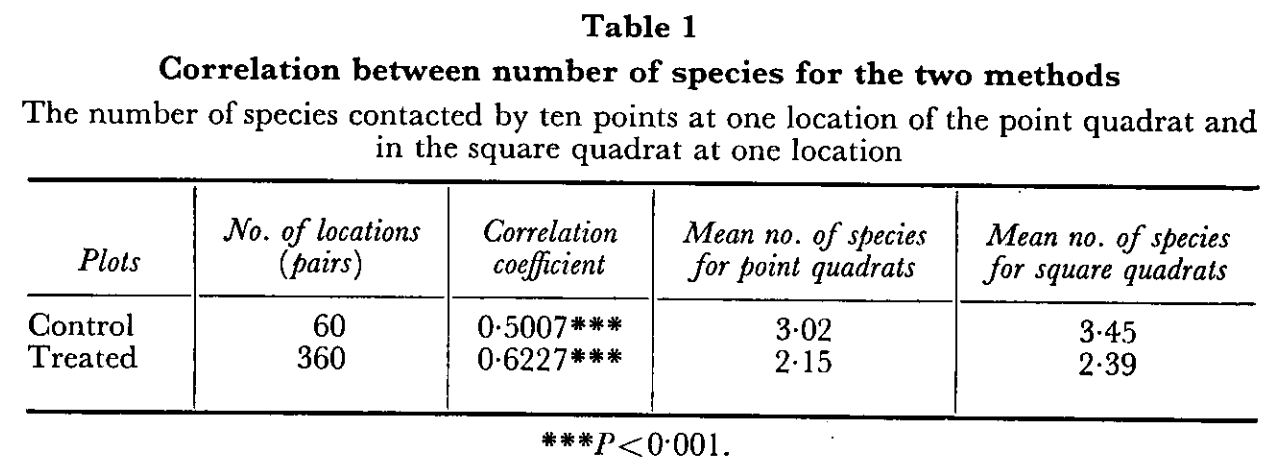 Table 1
Correlation between number of species for the two methods
The number of species contacted by ten points at one location of the point quadrat and
in the square quadrat at one location
Plots No. of locations (pairs) Correlation coefficient Mean no. of species for point quadrats Mean no. of species for square quadrats
Control 60 0·5007*** 3·02 3·45
Treated 360 0·6227*** 2·15 2·39
***P<0·001.